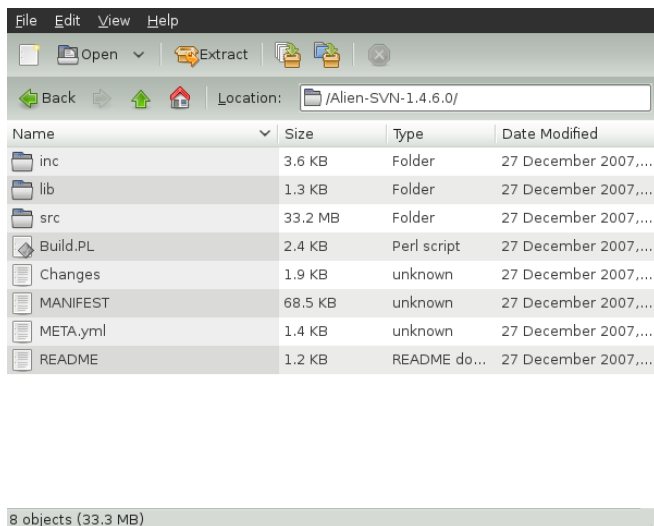 File Edit View Help
Open Extract
Back Location: /Alien-SVN-1.4.6.0/
Name Size Type Date Modified
inc 3.6 KB Folder 27 December 2007,...
lib 1.3 KB Folder 27 December 2007,...
src 33.2 MB Folder 27 December 2007,...
Build.PL 2.4 KB Perl script 27 December 2007,...
Changes 1.9 KB unknown 27 December 2007,...
MANIFEST 68.5 KB unknown 27 December 2007,...
META.yml 1.4 KB unknown 27 December 2007,...
README 1.2 KB README do... 27 December 2007,...
8 objects (33.3 MB)